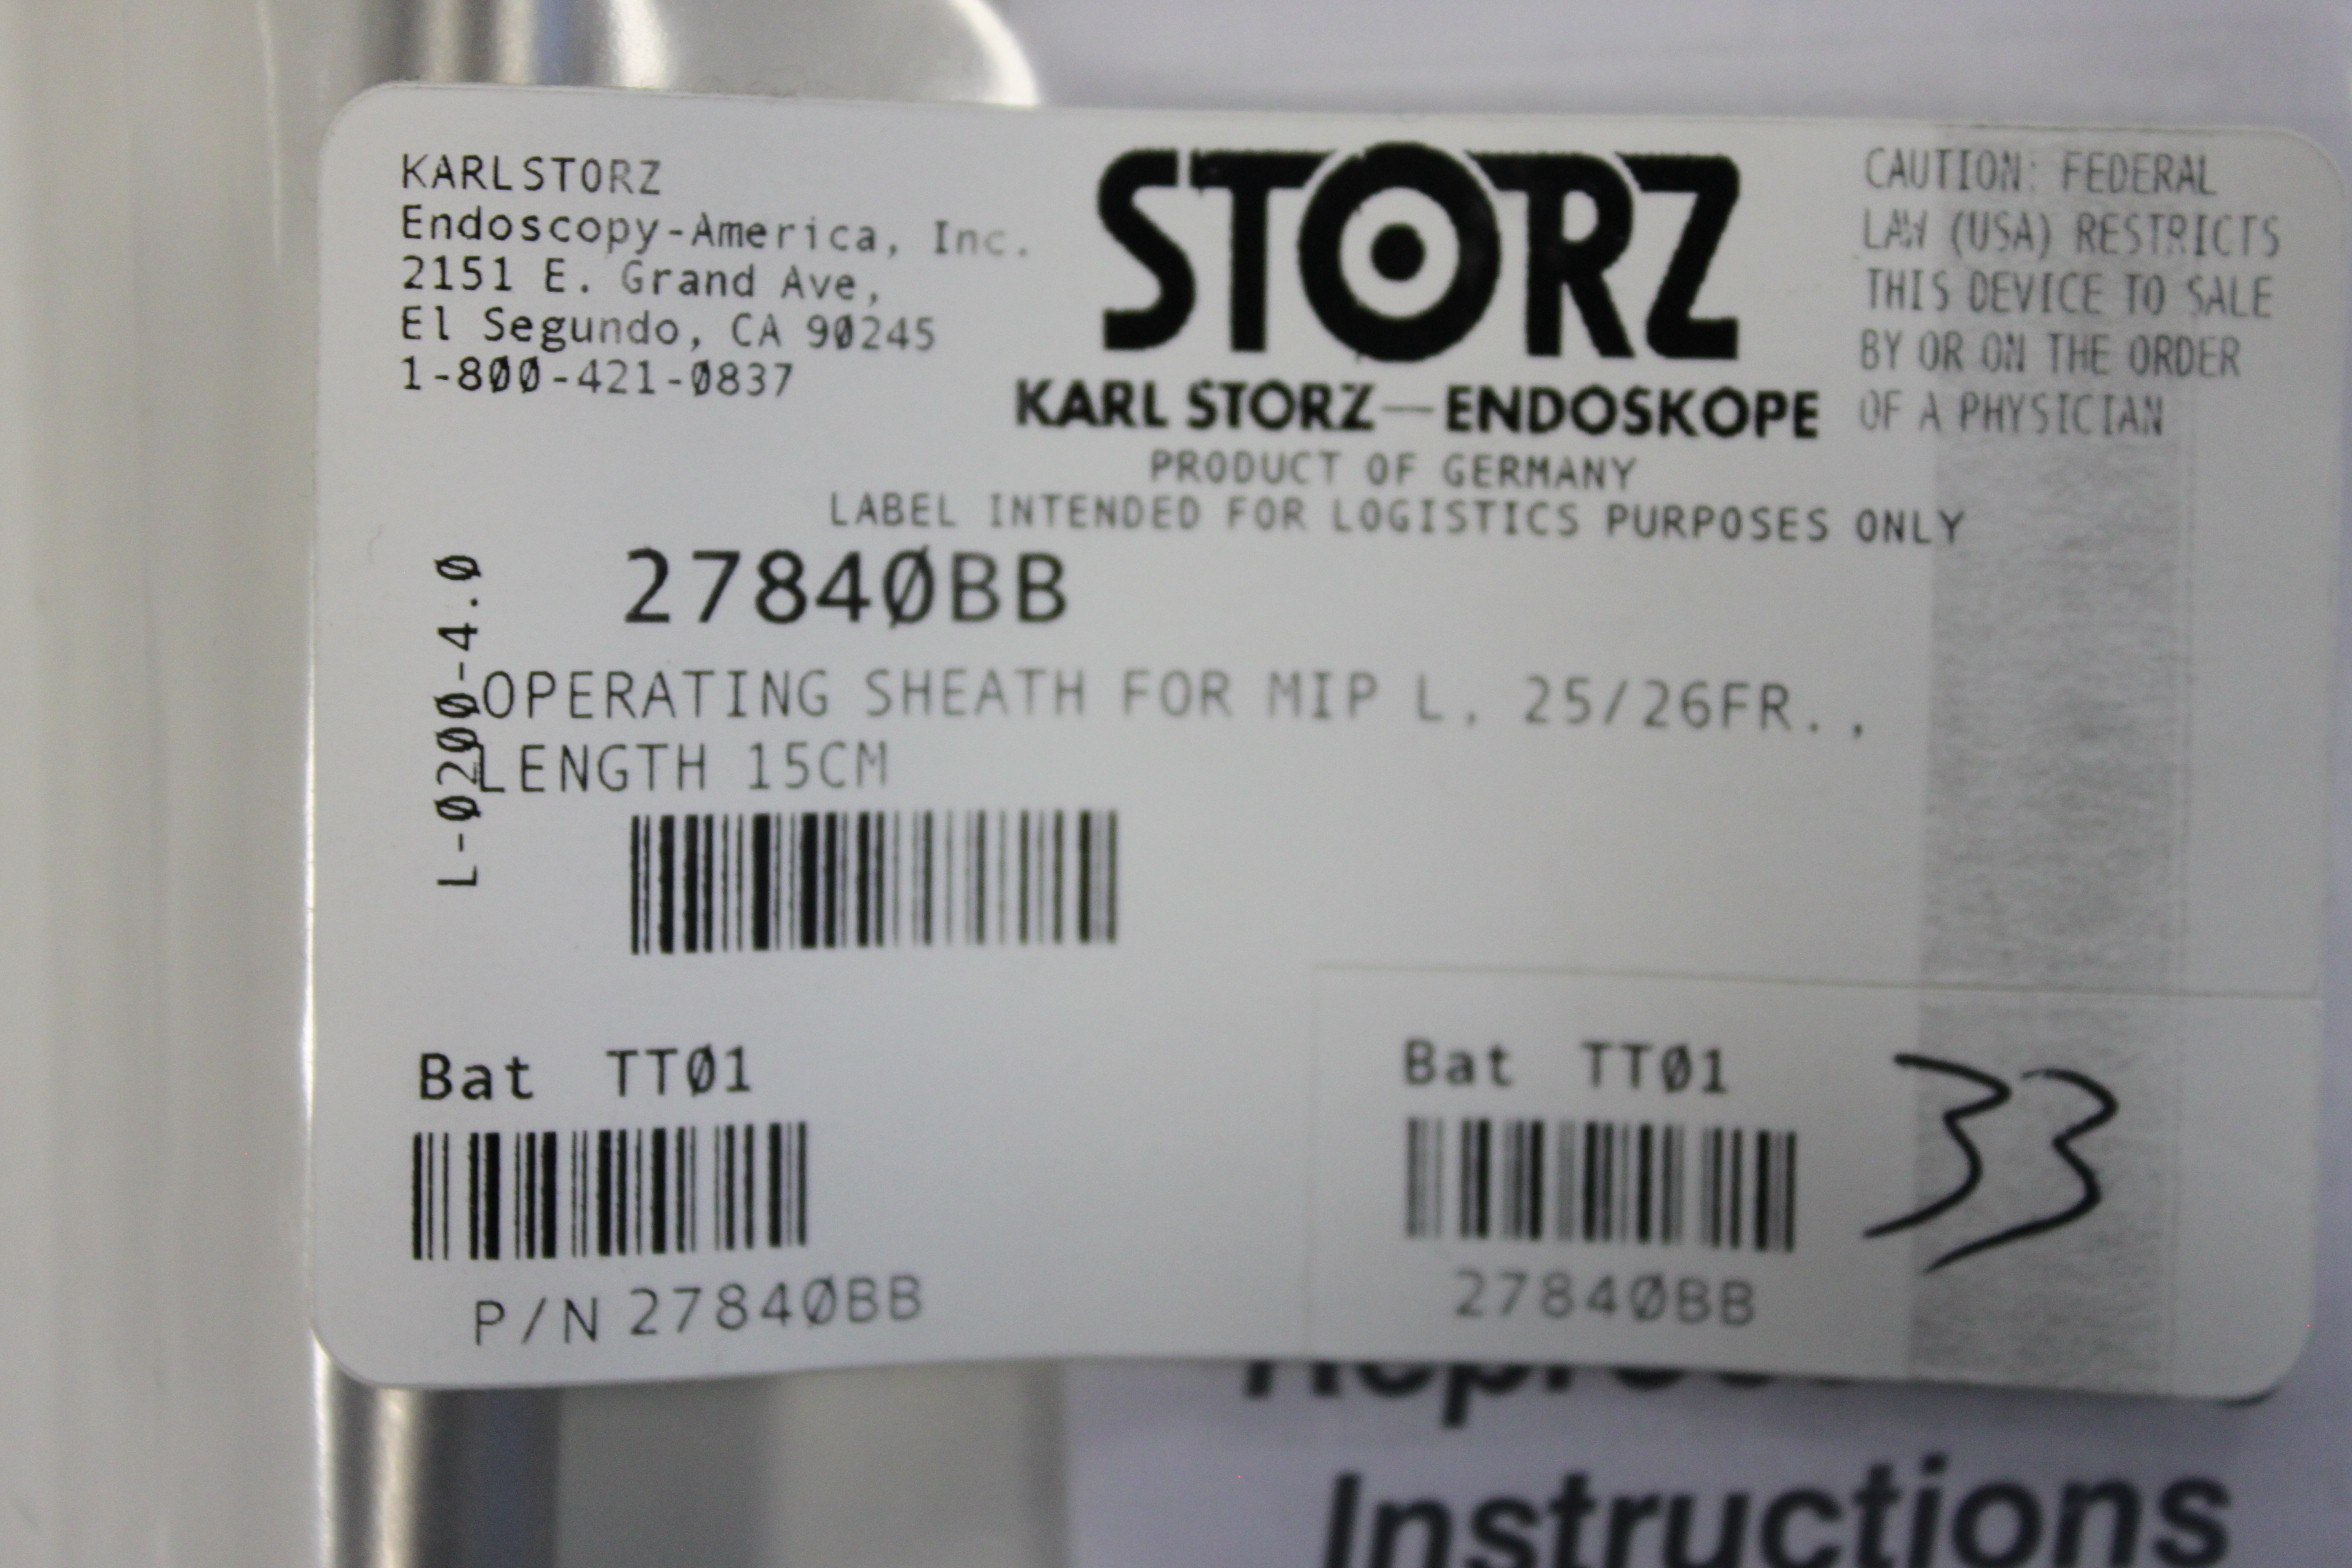 KARL STORZ
Endoscopy-America, Inc.
2151 E. Grand Ave,
El Segundo, CA 90245
1-800-421-0837
STORZ
KARL STORZ—ENDOSKOPE
PRODUCT OF GERMANY
LABEL INTENDED FOR LOGISTICS PURPOSES ONLY
CAUTION: FEDERAL
LAW (USA) RESTRICTS
THIS DEVICE TO SALE
BY OR ON THE ORDER
OF A PHYSICIAN
L-0200-4.0
27840BB
OPERATING SHEATH FOR MIP L, 25/26FR.,
LENGTH 15CM
Bat TT01
P/N 27840BB
Bat TT01
27840BB
33
Instructions